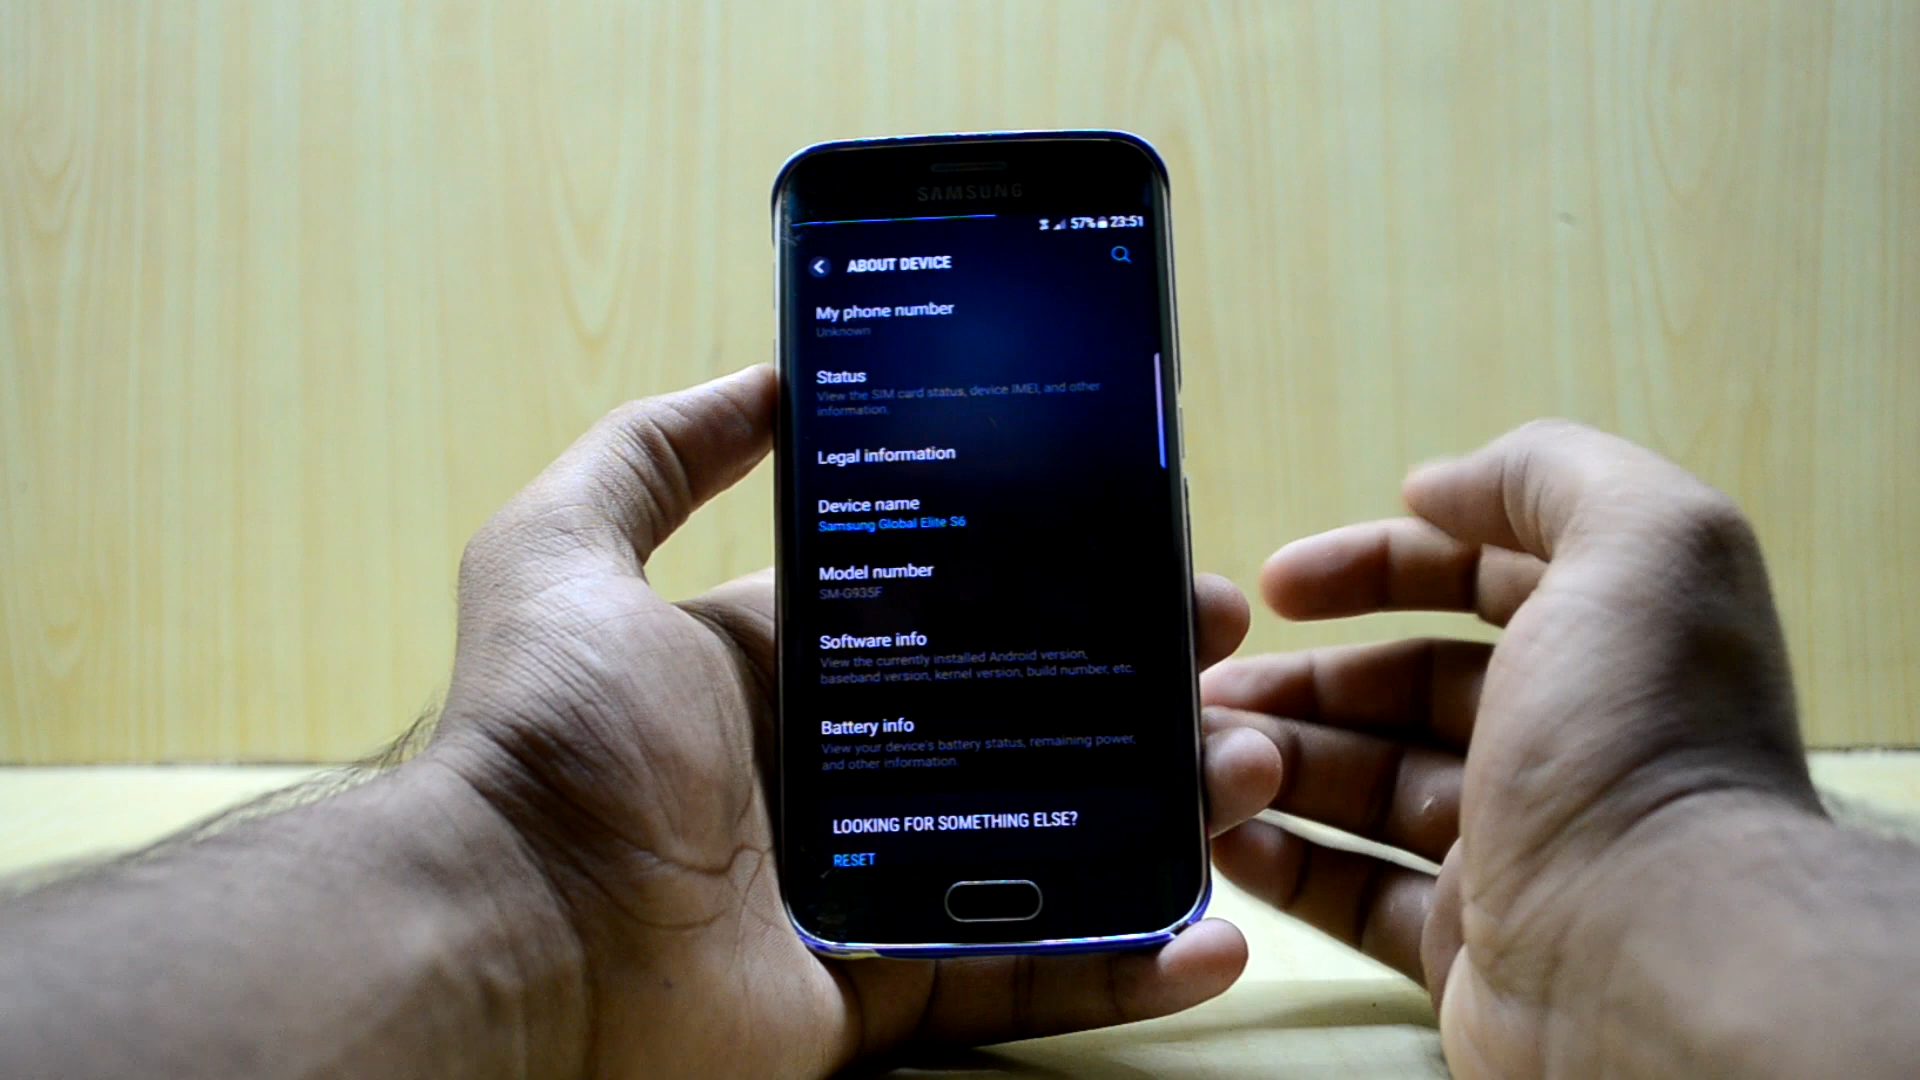 SAMSUNG
57% 23:51
ABOUT DEVICE
My phone number
Unknown
Status
View the SIM card status, device IMEI, and other
information.
Legal information
Device name
Samsung Global Elite S6
Model number
SM-G935F
Software info
View the currently installed Android version,
baseband version, kernel version, build number, etc.
Battery info
View your device's battery status, remaining power,
and other information.
LOOKING FOR SOMETHING ELSE?
RESET